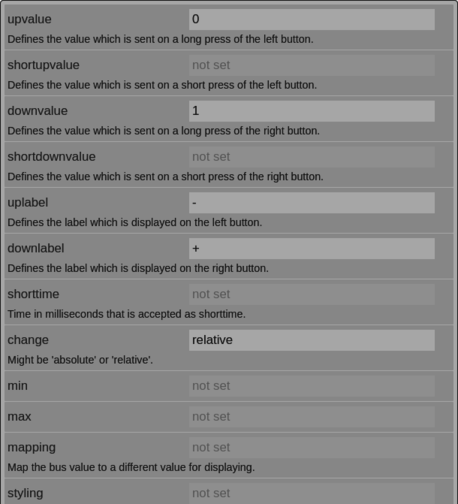 upvalue 0
Defines the value which is sent on a long press of the left button.
shortupvalue not set
Defines the value which is sent on a short press of the left button.
downvalue 1
Defines the value which is sent on a long press of the right button.
shortdownvalue not set
Defines the value which is sent on a short press of the right button.
uplabel -
Defines the label which is displayed on the left button.
downlabel +
Defines the label which is displayed on the right button.
shorttime not set
Time in milliseconds that is accepted as shorttime.
change relative
Might be 'absolute' or 'relative'.
min not set
max not set
mapping not set
Map the bus value to a different value for displaying.
styling not set